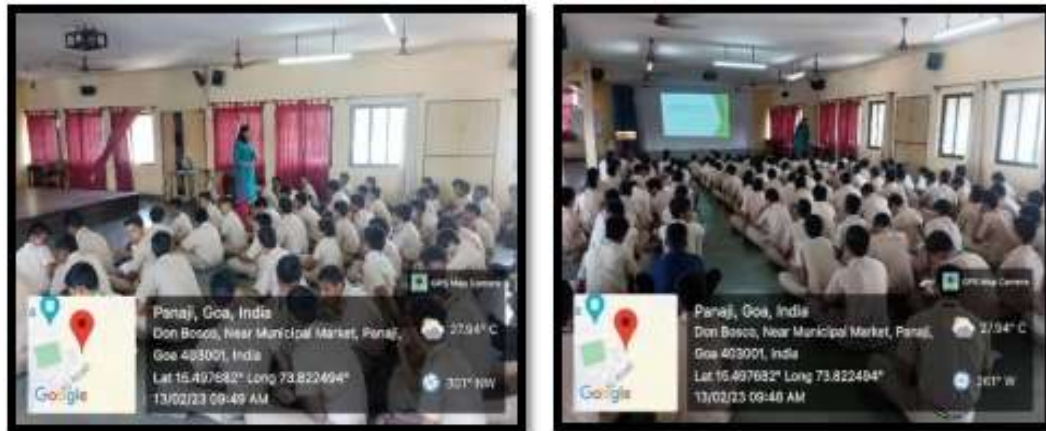 GPS Map Camera
Panaji, Goa, India
Don Bosco, Near Municipal Market, Panaji,
Goa 403001, India
Lat 15.497682° Long 73.822494°
13/02/23 09:49 AM
27.94° C
301° NW
Google
GPS Map Camera
Panaji, Goa, India
Don Bosco, Near Municipal Market, Panaji,
Goa 403001, India
Lat 15.497682° Long 73.822494°
13/02/23 09:48 AM
27.94° C
261° W
Google